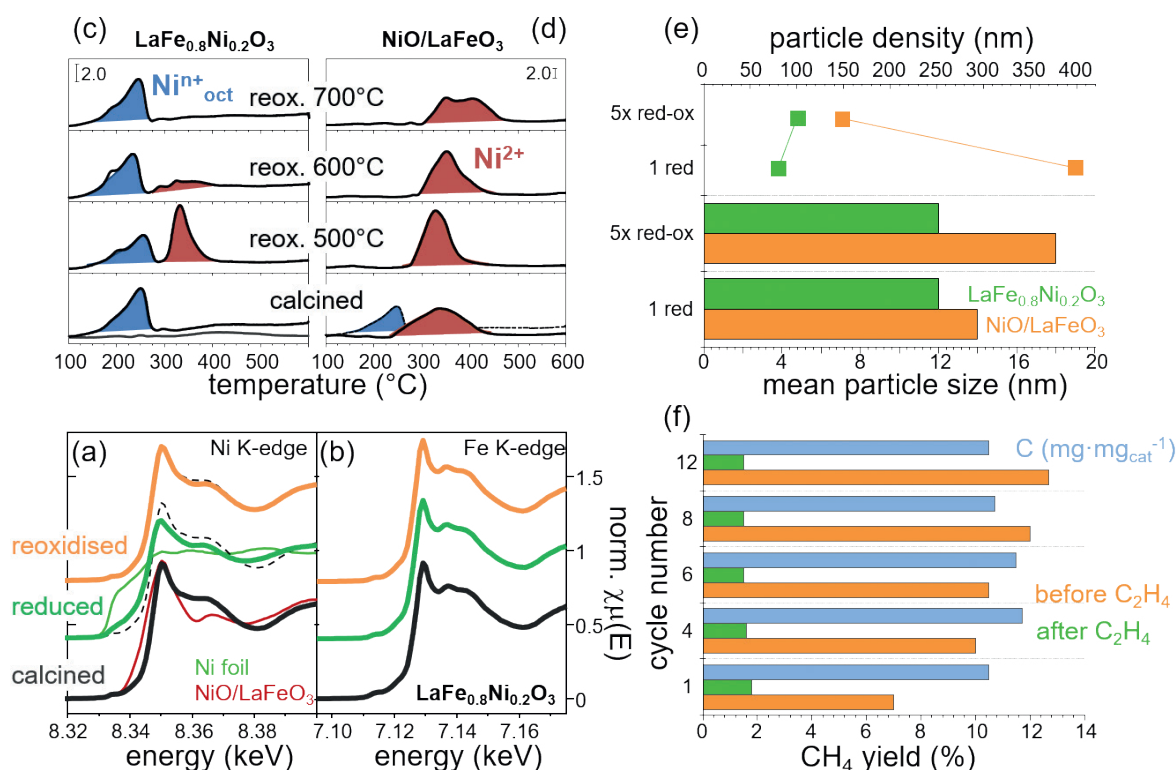 (c)
LaFe₀.₈Ni₀.₂O₃
NiO/LaFeO₃
(d)
2.0
Niⁿ⁺oct
reox. 700°C
2.0
reox. 600°C
Ni²⁺
reox. 500°C
calcined
100 200 300 400 500
100 200 300 400 500 600
temperature (°C)
(e)
particle density (nm)
0 50 100 150 200 250 300 350 400
5x red-ox
1 red
5x red-ox
1 red
LaFe₀.₈Ni₀.₂O₃
NiO/LaFeO₃
0 4 8 12 16 20
mean particle size (nm)
(a)
Ni K-edge
(b)
Fe K-edge
1.5
reoxidised
1
reduced
0.5
calcined
Ni foil
NiO/LaFeO₃
LaFe₀.₈Ni₀.₂O₃
0
norm. χμ(E)
8.32 8.34 8.36 8.38
7.10 7.12 7.14 7.16
energy (keV)
energy (keV)
(f)
C (mg·mgcat⁻¹)
12
8
6
before C₂H₄
4
after C₂H₄
1
cycle number
0 2 4 6 8 10 12 14
CH₄ yield (%)